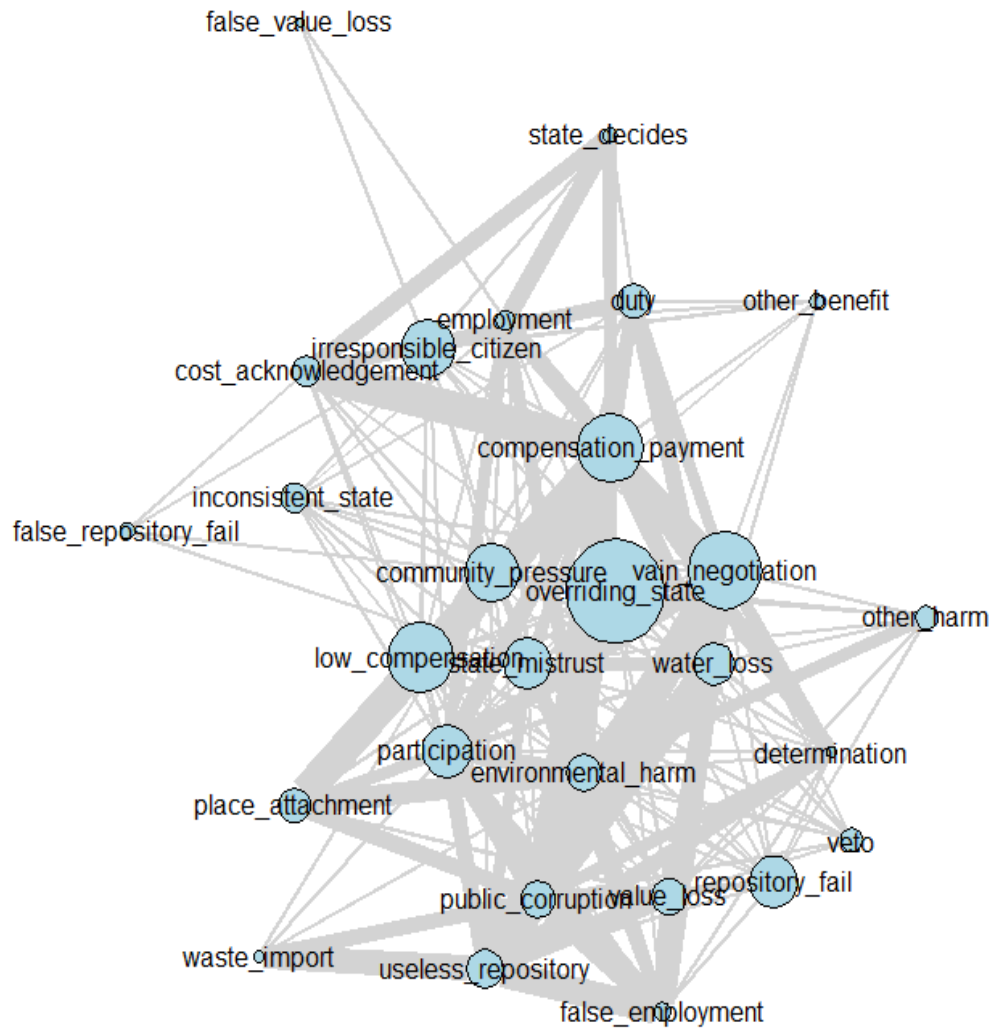 false_value_loss
state_decides
duty
other_benefit
employment
irresponsible_citizen
cost_acknowledgement
compensation_payment
inconsistent_state
false_repository_fail
community_pressure
vain_negotiation
overriding_state
other_harm
low_compensation
state_mistrust
water_loss
participation
determination
environmental_harm
place_attachment
veto
repository_fail
public_corruption
value_loss
waste_import
useless_repository
false_employment